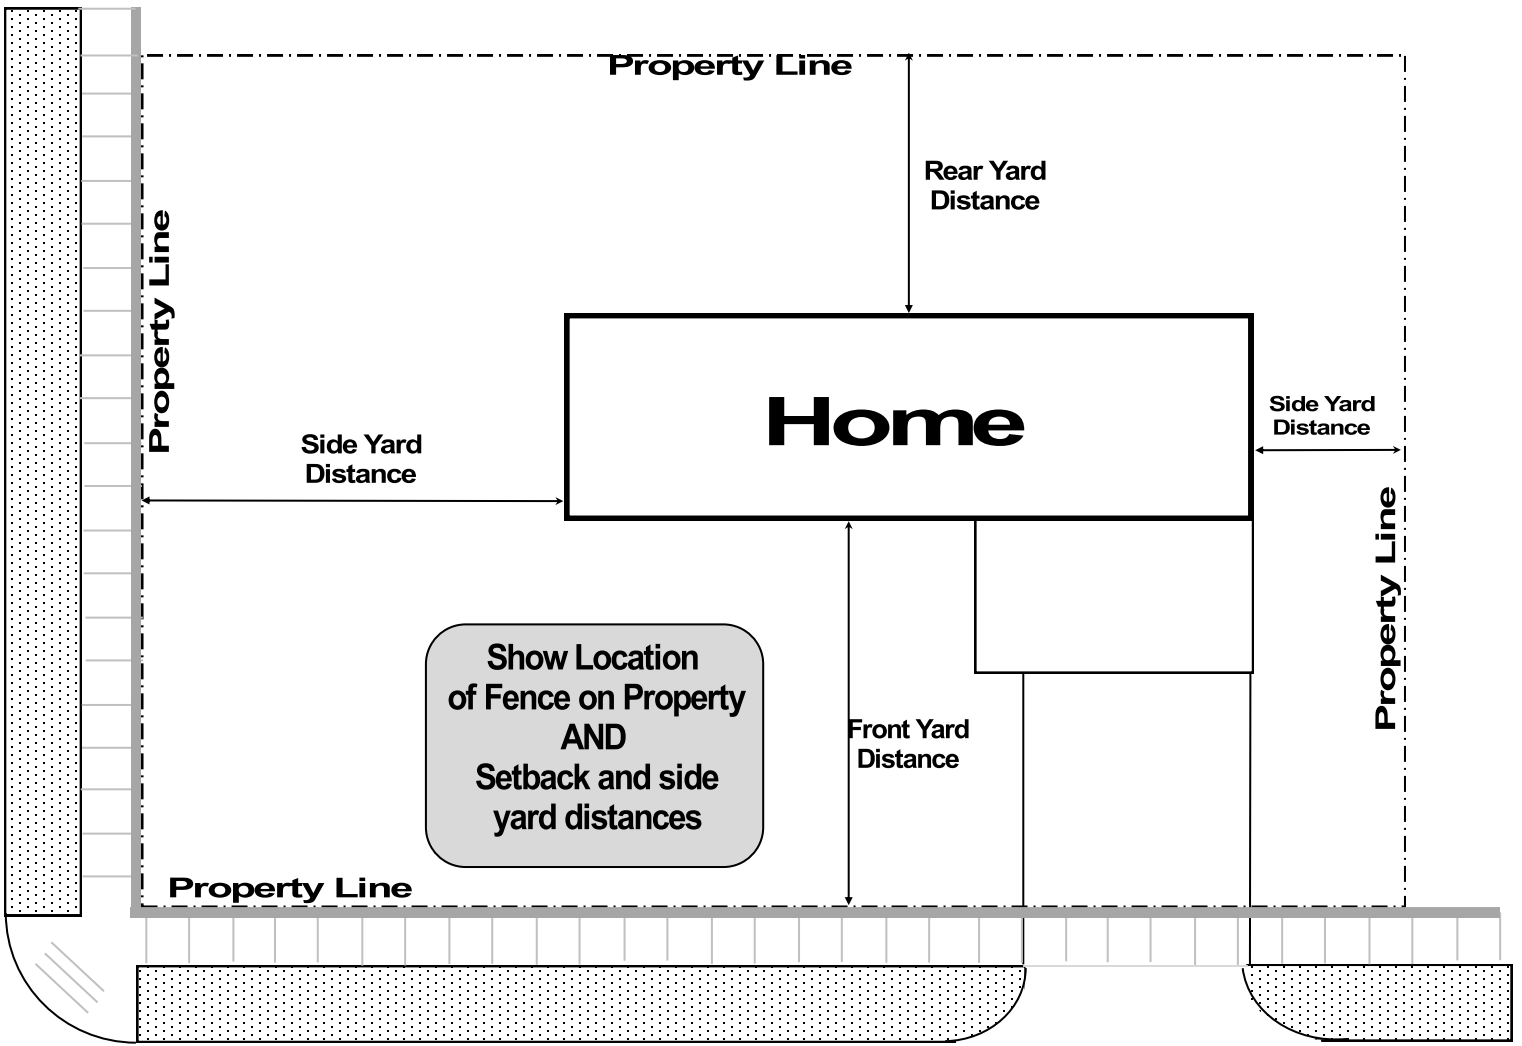 Property Line
Rear Yard
Distance
Property Line
Home
Side Yard
Distance
Side Yard
Distance
Property Line
Show Location
of Fence on Property
AND
Setback and side
yard distances
Front Yard
Distance
Property Line